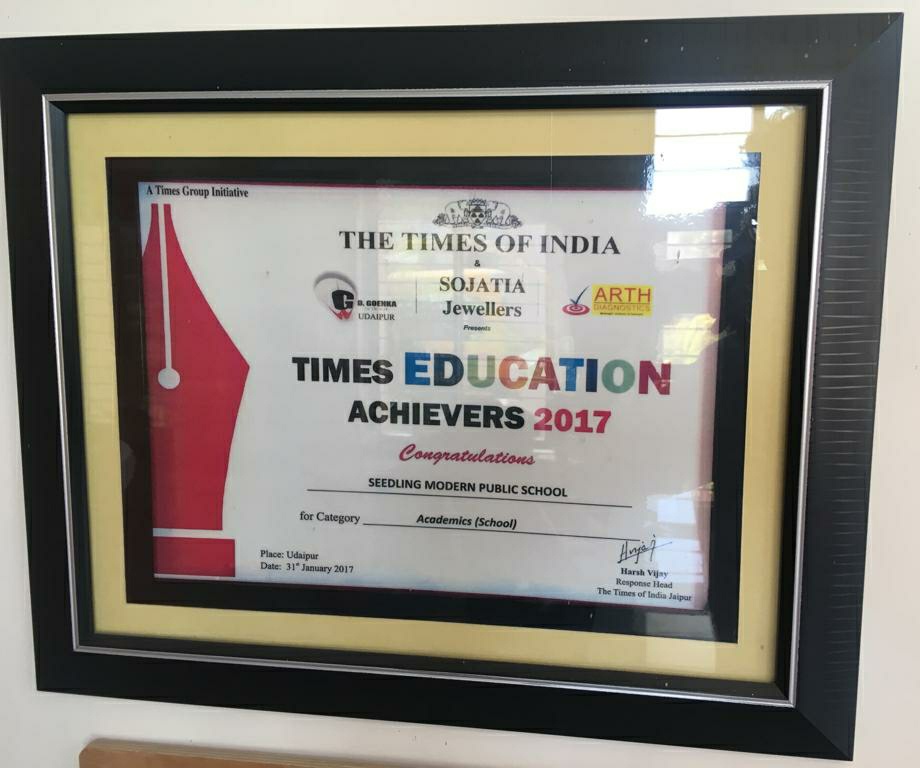 A Times Group Initiative
THE TIMES OF INDIA
&
SOJATIA
Jewellers
G
D. GOENKA
UDAIPUR
ARTH
DIAGNOSTICS
Presents
TIMES EDUCATION
ACHIEVERS 2017
Congratulations
SEEDLING MODERN PUBLIC SCHOOL
for Category Academics (School)
Place: Udaipur
Date: 31st January 2017
Harsh Vijay
Response Head
The Times of India Jaipur